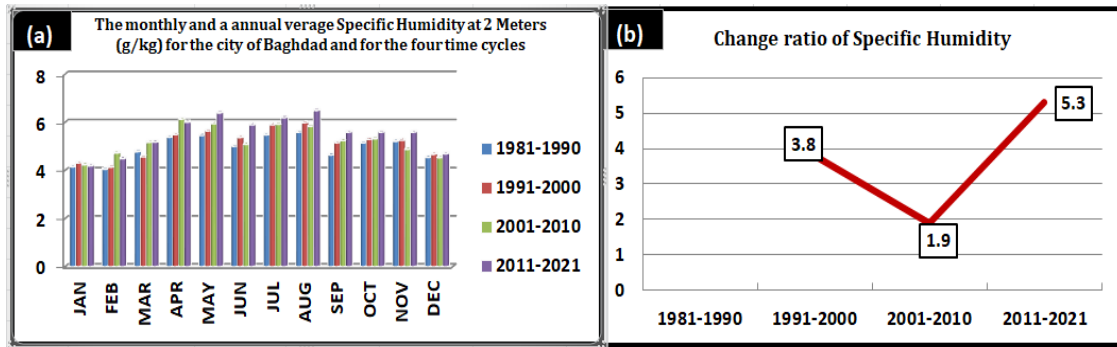 (a)
The monthly and a annual verage Specific Humidity at 2 Meters
(g/kg) for the city of Baghdad and for the four time cycles
8
6
4
2
0
JAN
FEB
MAR
APR
MAY
JUN
JUL
AUG
SEP
OCT
NOV
DEC
1981-1990
1991-2000
2001-2010
2011-2021
(b)
Change ratio of Specific Humidity
6
5
4
3
2
1
0
3.8
1.9
5.3
1981-1990
1991-2000
2001-2010
2011-2021